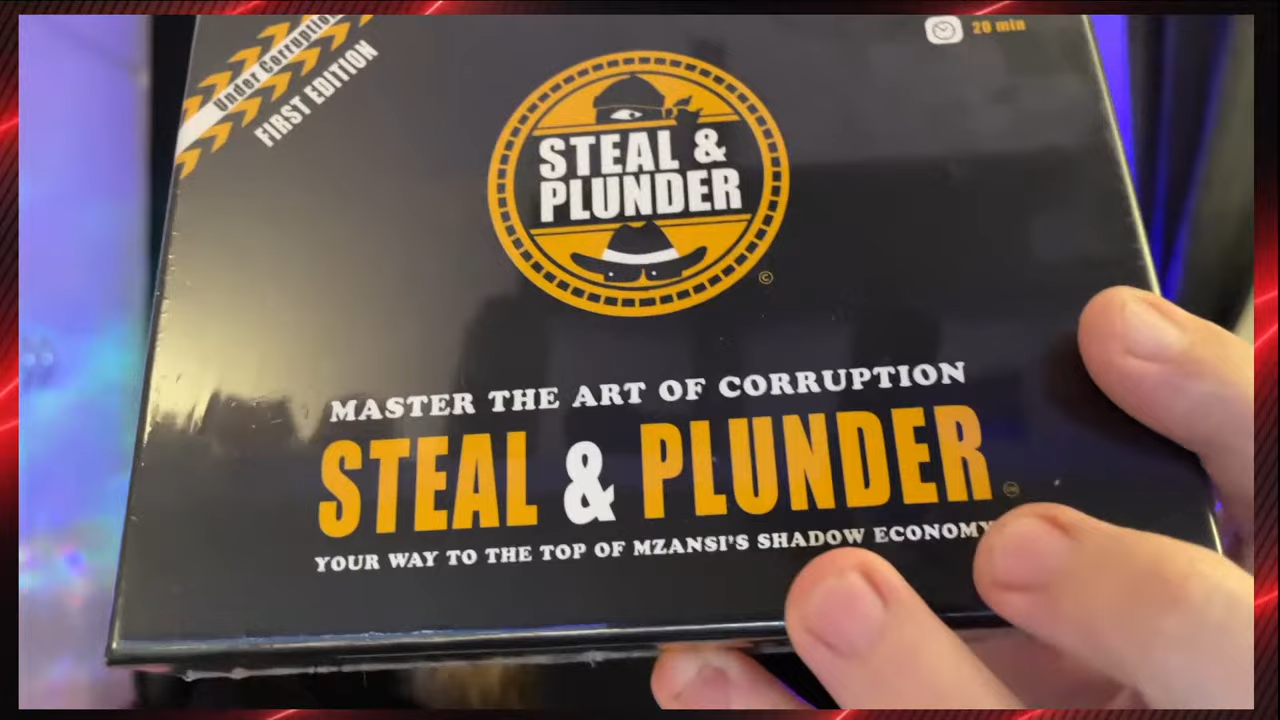 Under Corruption
FIRST EDITION
20 min
STEAL &
PLUNDER
©
MASTER THE ART OF CORRUPTION
STEAL & PLUNDER
YOUR WAY TO THE TOP OF MZANSI'S SHADOW ECONOMY